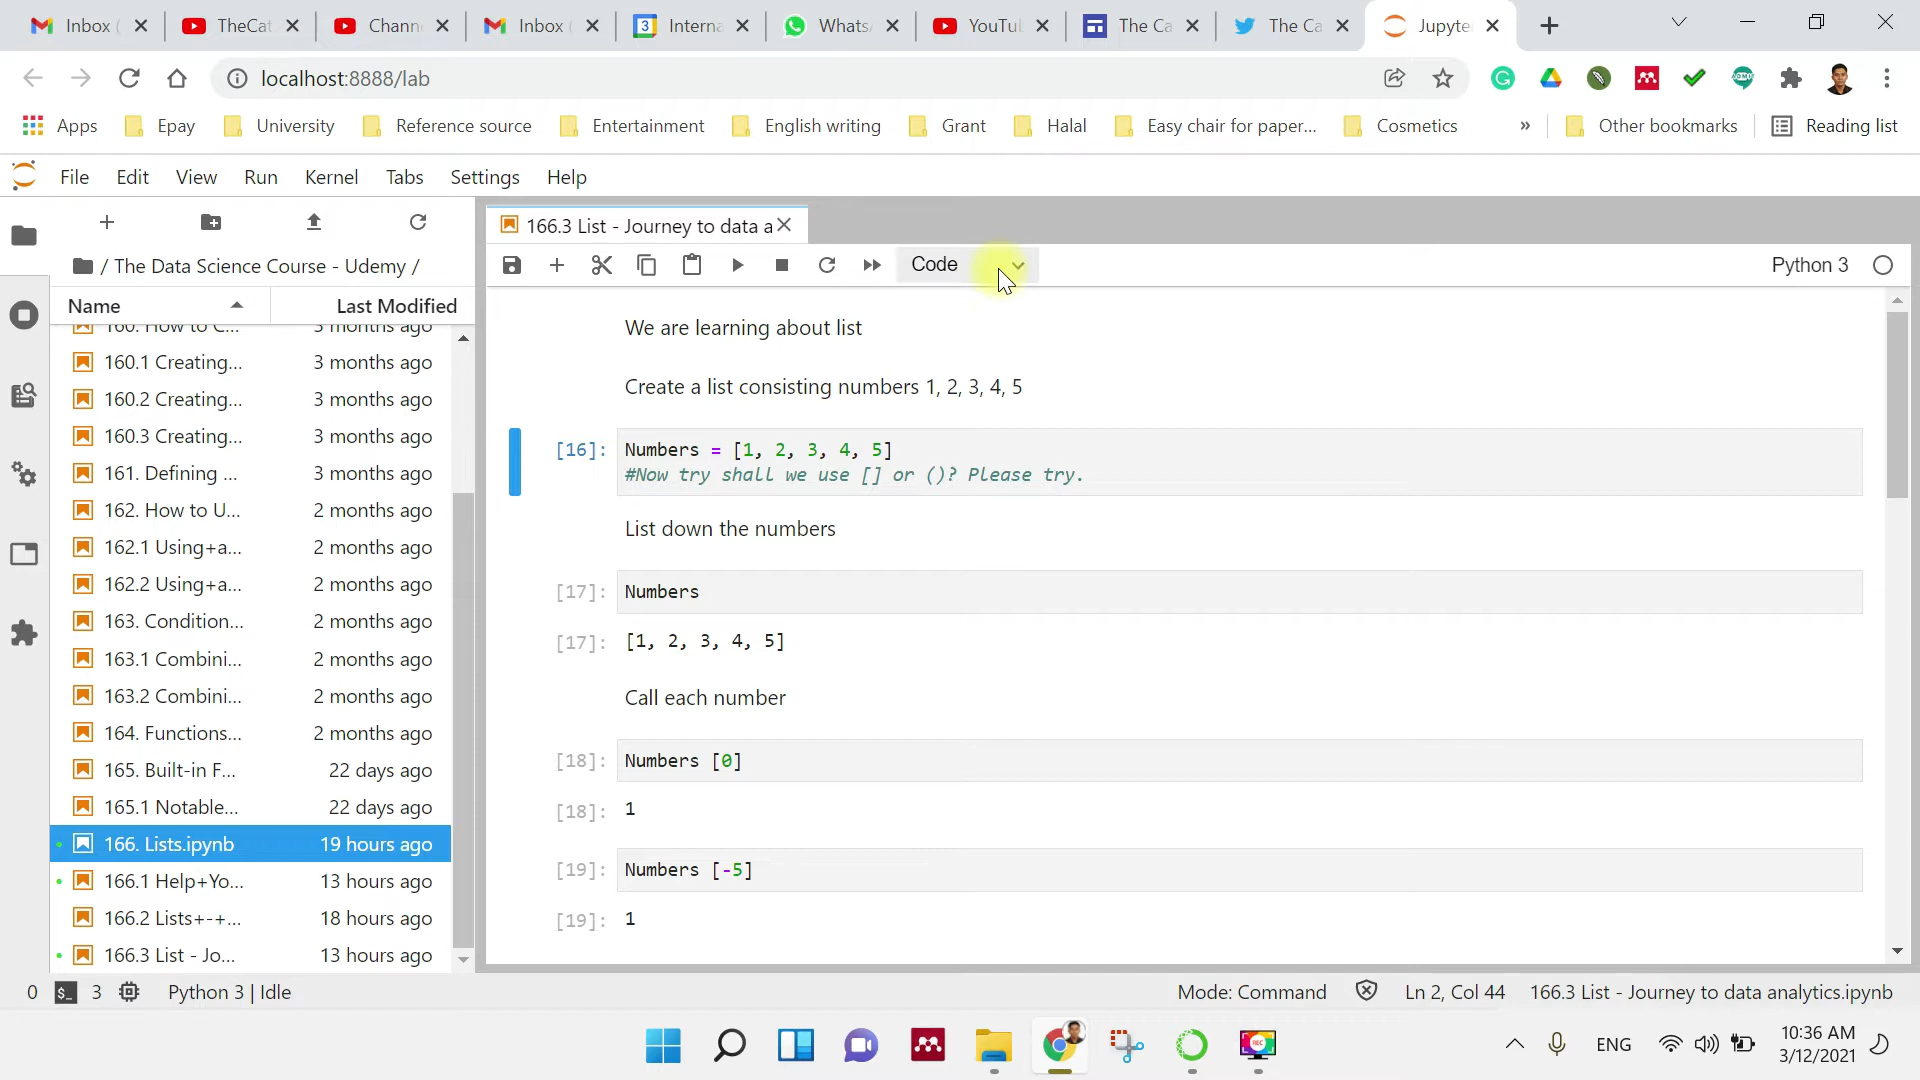 Inbox (
TheCat
Chann
Inbox (
Interna
Whats
YouTu
The Ca
The Ca
Jupyte
localhost:8888/lab
Apps
Epay
University
Reference source
Entertainment
English writing
Grant
Halal
Easy chair for paper...
Cosmetics
»
Other bookmarks
Reading list
File
Edit
View
Run
Kernel
Tabs
Settings
Help
166.3 List - Journey to data a
/ The Data Science Course - Udemy /
Code
Python 3
Name
Last Modified
160. How to C... 3 months ago
160.1 Creating... 3 months ago
160.2 Creating... 3 months ago
160.3 Creating... 3 months ago
161. Defining ... 3 months ago
162. How to U... 2 months ago
162.1 Using+a... 2 months ago
162.2 Using+a... 2 months ago
163. Condition... 2 months ago
163.1 Combini... 2 months ago
163.2 Combini... 2 months ago
164. Functions... 2 months ago
165. Built-in F... 22 days ago
165.1 Notable... 22 days ago
166. Lists.ipynb 19 hours ago
166.1 Help+Yo... 13 hours ago
166.2 Lists+-+... 18 hours ago
166.3 List - Jo... 13 hours ago
We are learning about list
Create a list consisting numbers 1, 2, 3, 4, 5
[16]: Numbers = [1, 2, 3, 4, 5]
#Now try shall we use [] or ()? Please try.
List down the numbers
[17]: Numbers
[17]: [1, 2, 3, 4, 5]
Call each number
[18]: Numbers [0]
[18]: 1
[19]: Numbers [-5]
[19]: 1
0
$_
3
Python 3 | Idle
Mode: Command
Ln 2, Col 44
166.3 List - Journey to data analytics.ipynb
REC
ENG
10:36 AM
3/12/2021